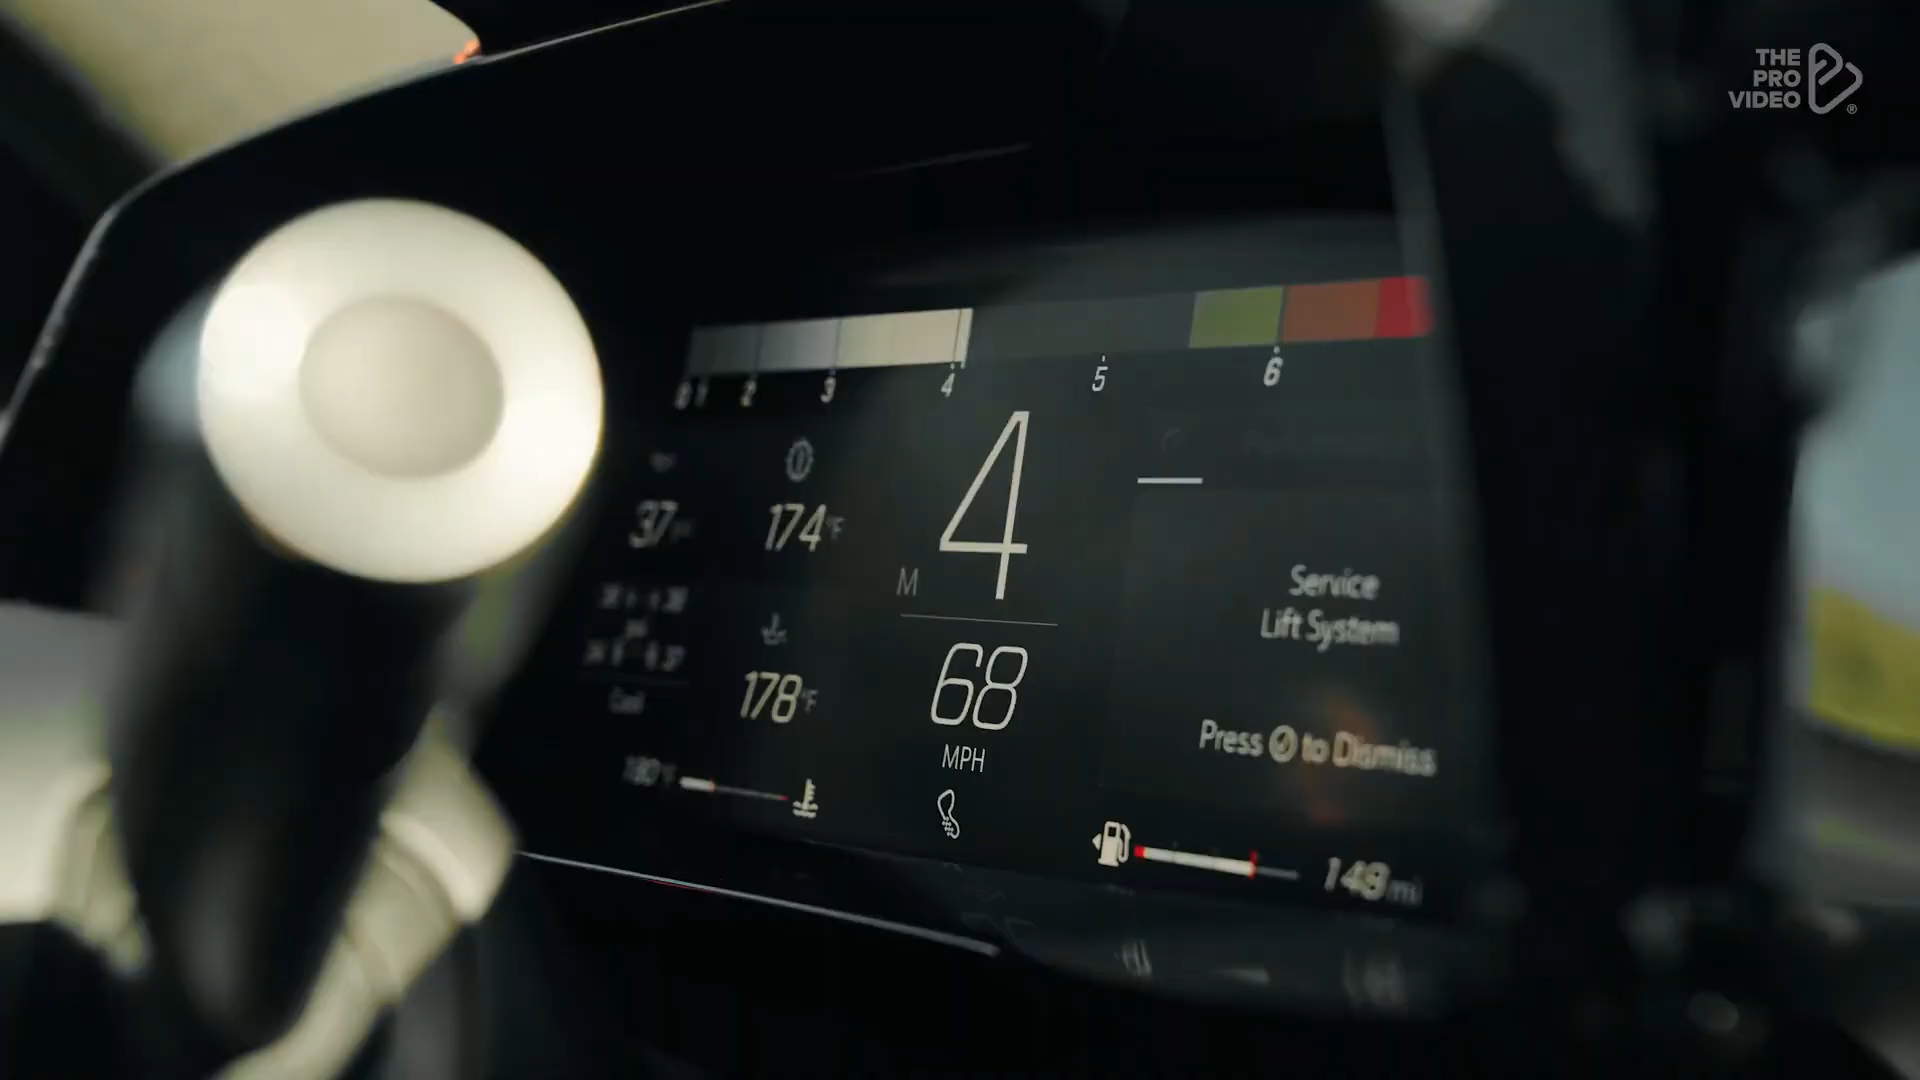 THE
PRO
VIDEO
®
0 1 2 3 4 5 6
4
37
174°F
M
Service
Lift System
178°F
68
MPH
Press to Dismiss
180°F
149 mi